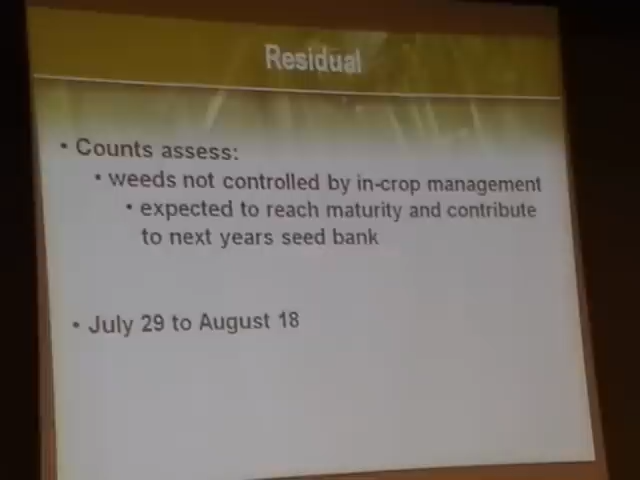 Residual
• Counts assess:
• weeds not controlled by in-crop management
• expected to reach maturity and contribute
to next years seed bank
• July 29 to August 18